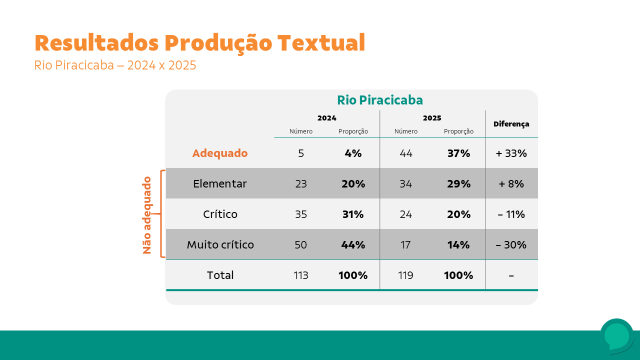 Resultados Produção Textual
Rio Piracicaba – 2024 x 2025
Rio Piracicaba
2024 2025 Diferença
Número Proporção Número Proporção
Adequado 5 4% 44 37% + 33%
Não adequado
Elementar 23 20% 34 29% + 8%
Crítico 35 31% 24 20% – 11%
Muito crítico 50 44% 17 14% – 30%
Total 113 100% 119 100% –